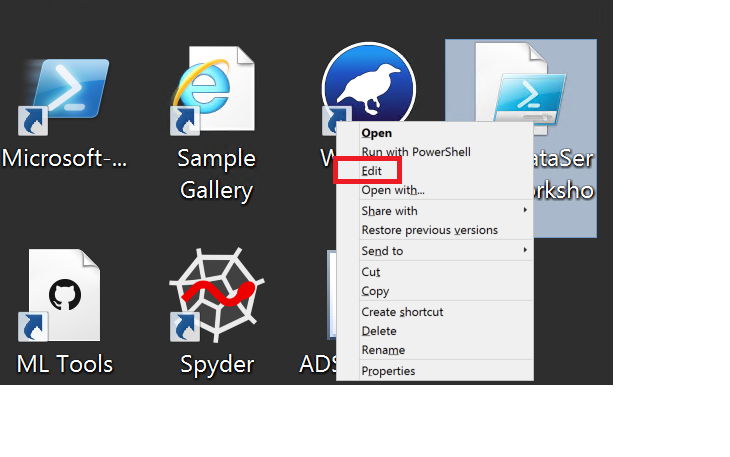 Microsoft-...
Sample
Gallery
W
ataSer
orksho
Open
Run with PowerShell
Edit
Open with...
Share with
Restore previous versions
Send to
Cut
Copy
Create shortcut
Delete
Rename
Properties
ML Tools
Spyder
ADS